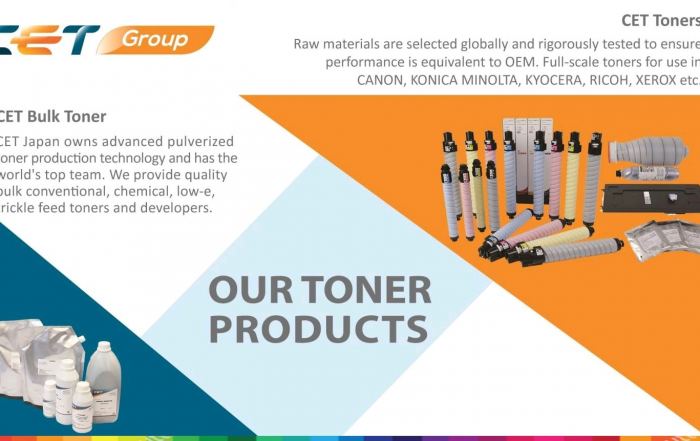 CET Group
CET Toners
Raw materials are selected globally and rigorously tested to ensure
performance is equivalent to OEM. Full-scale toners for use in
CANON, KONICA MINOLTA, KYOCERA, RICOH, XEROX etc.
CET Bulk Toner
CET Japan owns advanced pulverized
toner production technology and has the
world's top team. We provide quality
bulk conventional, chemical, low-e,
trickle feed toners and developers.
OUR TONER
PRODUCTS